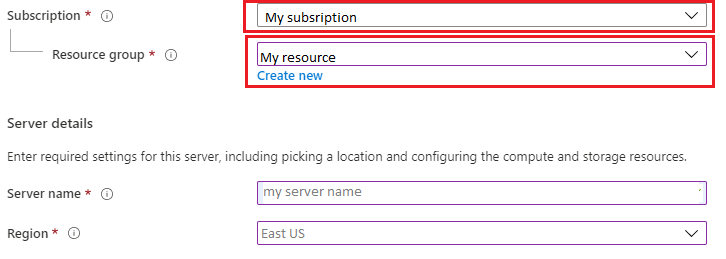 Subscription *
My subsription
Resource group *
My resource
Create new
Server details
Enter required settings for this server, including picking a location and configuring the compute and storage resources.
Server name *
my server name
Region *
East US